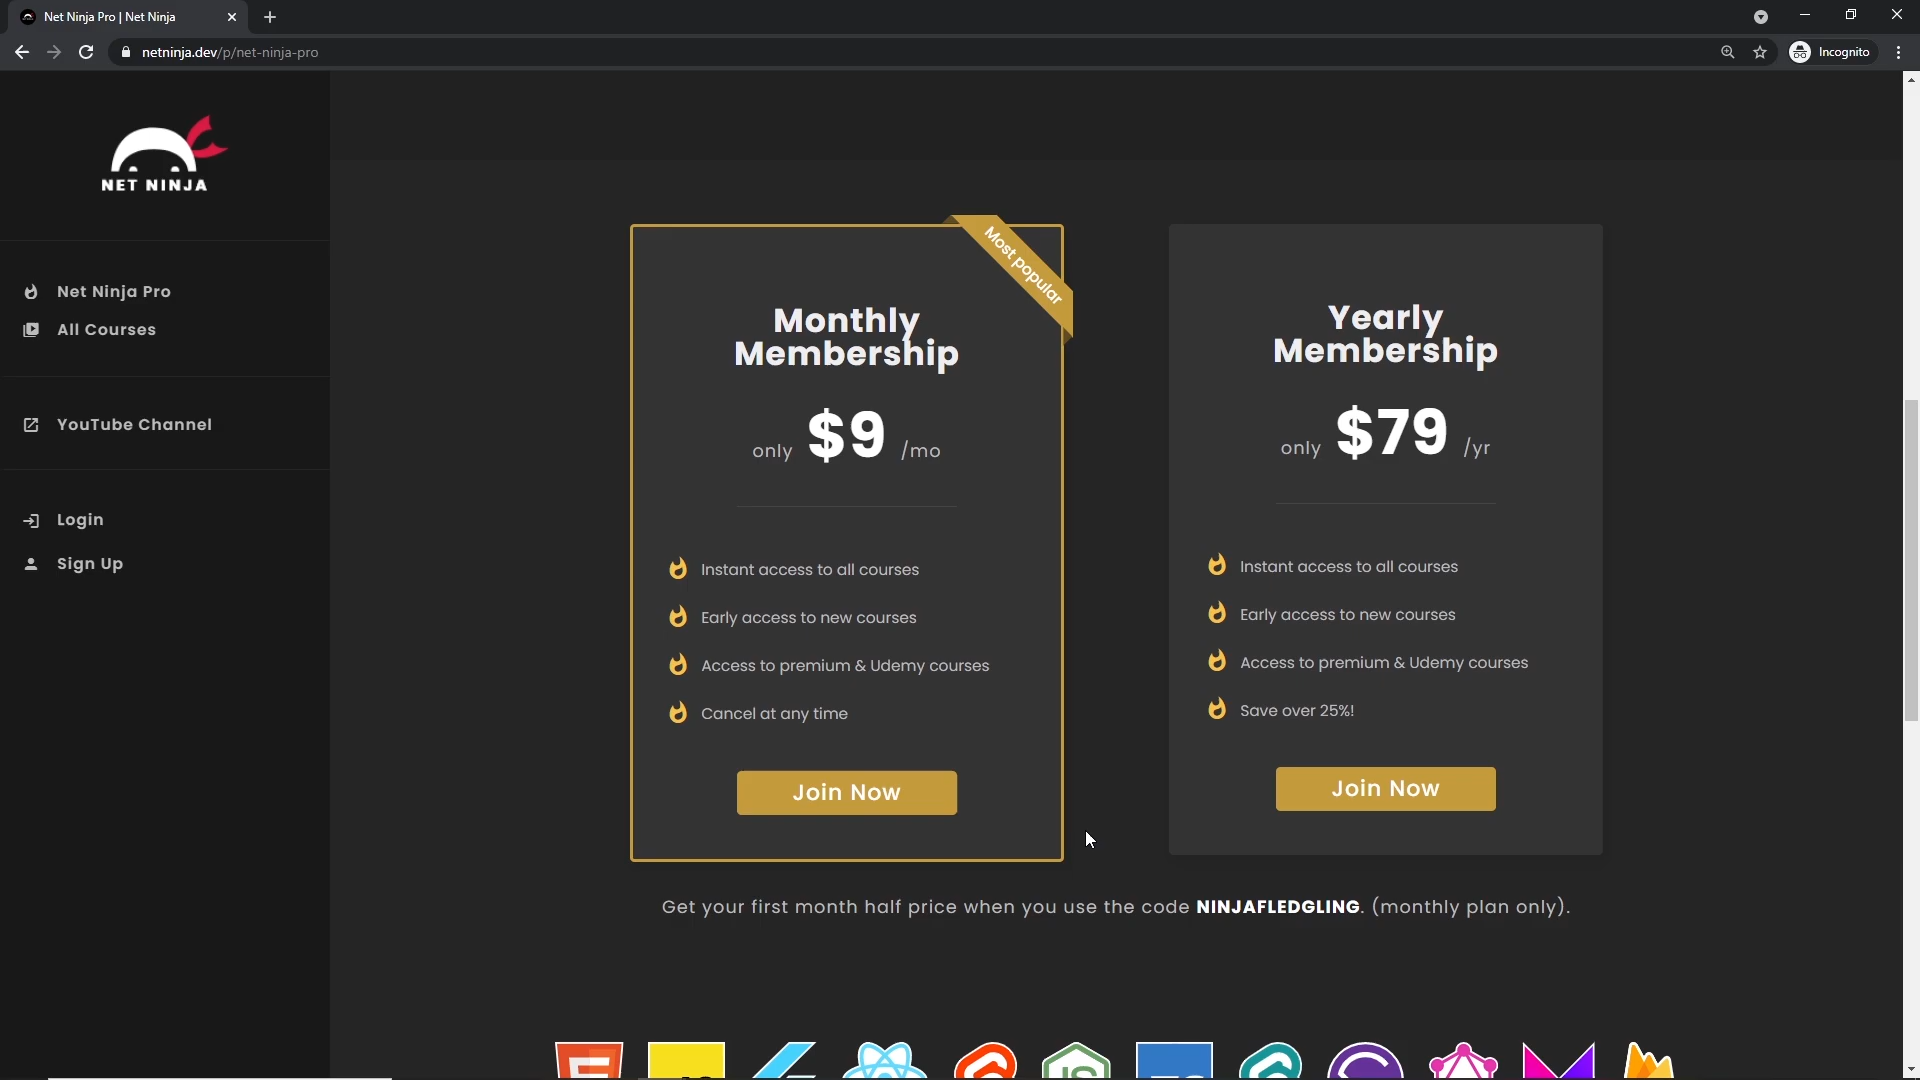 Net Ninja Pro | Net Ninja
netninja.dev/p/net-ninja-pro
Incognito
NET NINJA
Net Ninja Pro
All Courses
YouTube Channel
Login
Sign Up
Most popular
Monthly
Membership
only $9 /mo
Instant access to all courses
Early access to new courses
Access to premium & Udemy courses
Cancel at any time
Join Now
Yearly
Membership
only $79 /yr
Instant access to all courses
Early access to new courses
Access to premium & Udemy courses
Save over 25%!
Join Now
Get your first month half price when you use the code NINJAFLEDGLING. (monthly plan only).